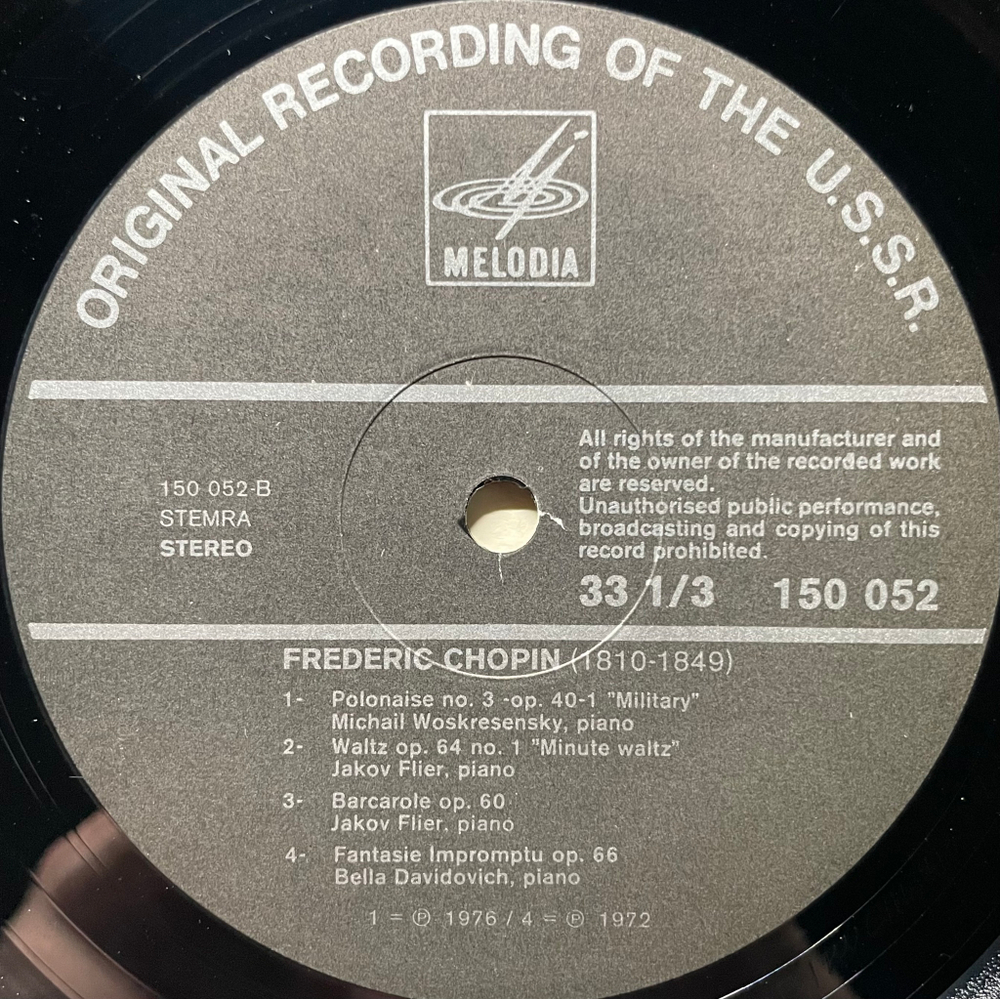 ORIGINAL RECORDING OF THE U.S.S.R.
MELODIA
150 052-B
STEMRA
STEREO
All rights of the manufacturer and
of the owner of the recorded work
are reserved.
Unauthorised public performance,
broadcasting and copying of this
record prohibited.
33 1/3 150 052
FREDERIC CHOPIN (1810-1849)
1- Polonaise no. 3 -op. 40-1 "Military"
Michail Woskresensky, piano
2- Waltz op. 64 no. 1 "Minute waltz"
Jakov Flier, piano
3- Barcarole op. 60
Jakov Flier, piano
4- Fantasie Impromptu op. 66
Bella Davidovich, piano
1 = ℗ 1976 / 4 = ℗ 1972